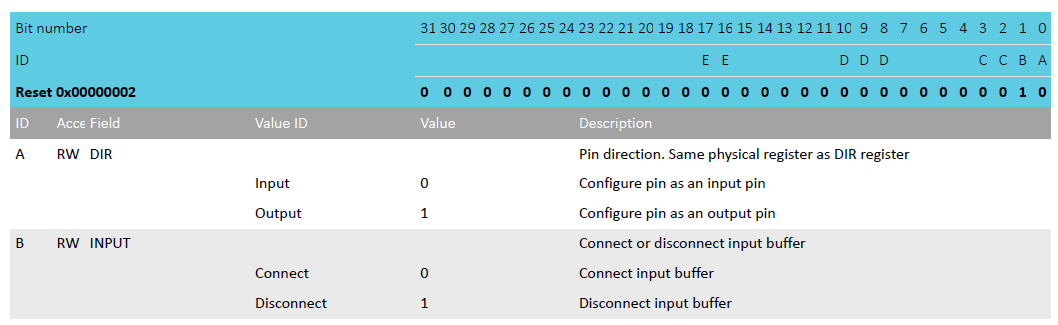 Bit number 31 30 29 28 27 26 25 24 23 22 21 20 19 18 17 16 15 14 13 12 11 10 9 8 7 6 5 4 3 2 1 0
ID E E D D D C C B A
Reset 0x00000002 0 0 0 0 0 0 0 0 0 0 0 0 0 0 0 0 0 0 0 0 0 0 0 0 0 0 0 0 0 0 1 0
ID Acce Field Value ID Value Description
A RW DIR Pin direction. Same physical register as DIR register
Input 0 Configure pin as an input pin
Output 1 Configure pin as an output pin
B RW INPUT Connect or disconnect input buffer
Connect 0 Connect input buffer
Disconnect 1 Disconnect input buffer